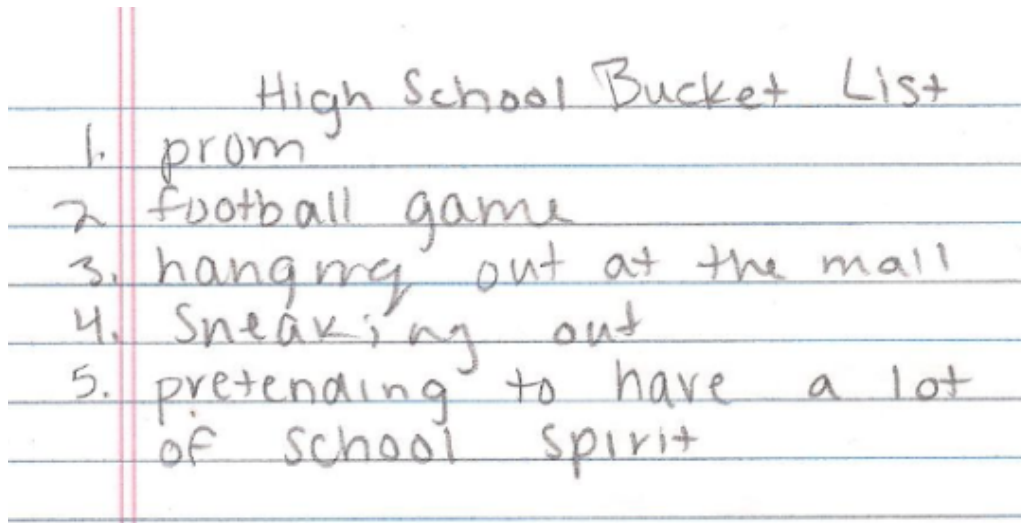 High School Bucket List
1. prom
2 football game
3. hanging out at the mall
4. Sneaking out
5. pretending to have a lot
of school spirit